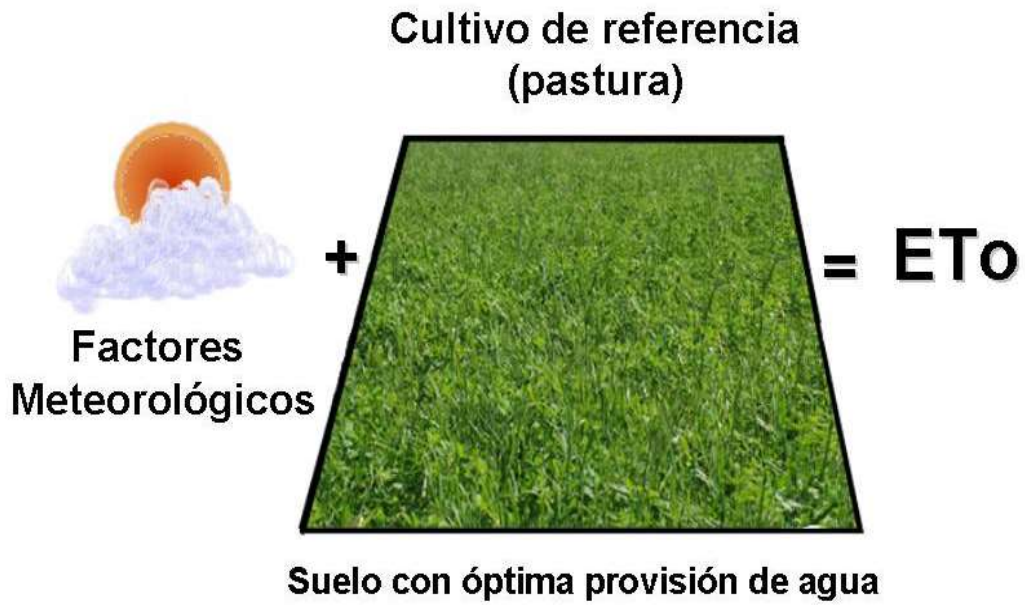 Cultivo de referencia
(pastura)
+
= ETo
Factores
Meteorológicos
Suelo con óptima provisión de agua